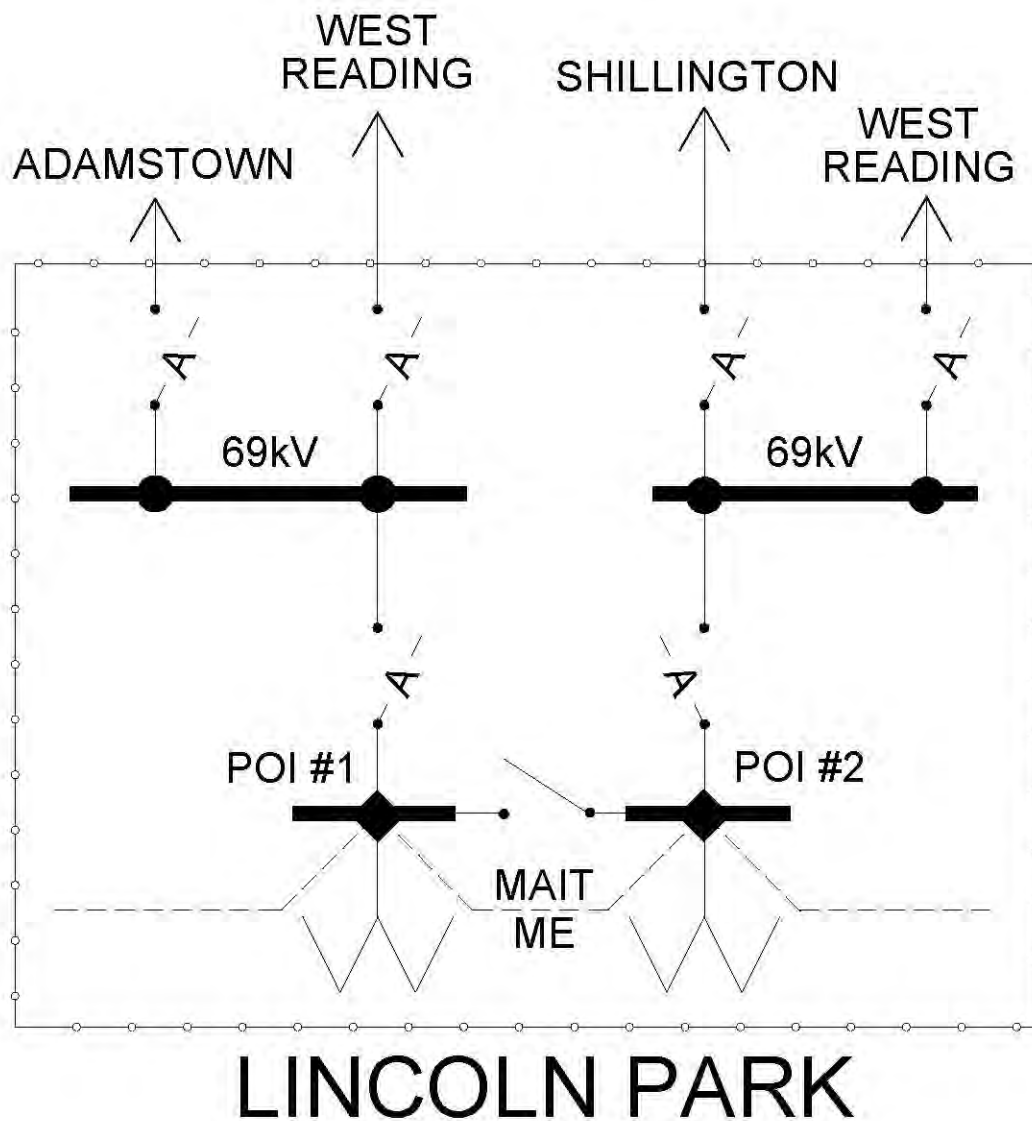 WEST
READING
SHILLINGTON
WEST
READING
ADAMSTOWN
A
A
A
A
69kV
69kV
A
A
POI #1
POI #2
MAIT
ME
LINCOLN PARK